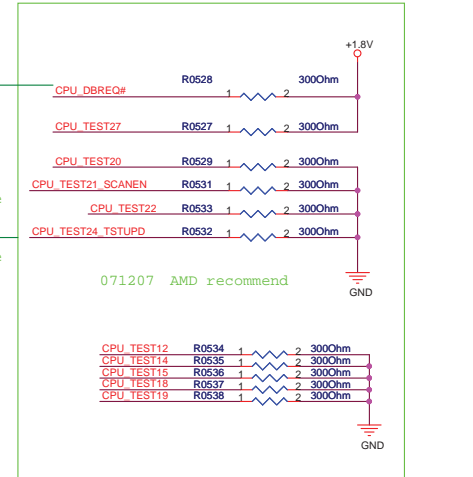 +1.8V
R0528 300Ohm
CPU_DBREQ# 1 2
CPU_TEST27 R0527 1 2 300Ohm
CPU_TEST20 R0529 1 2 300Ohm
CPU_TEST21_SCANEN R0531 1 2 300Ohm
e
CPU_TEST22 R0533 1 2 300Ohm
CPU_TEST24_TSTUPD R0532 1 2 300Ohm
e
071207 AMD recommend
GND
CPU_TEST12 R0534 1 2 300Ohm
CPU_TEST14 R0535 1 2 300Ohm
CPU_TEST15 R0536 1 2 300Ohm
CPU_TEST18 R0537 1 2 300Ohm
CPU_TEST19 R0538 1 2 300Ohm
GND